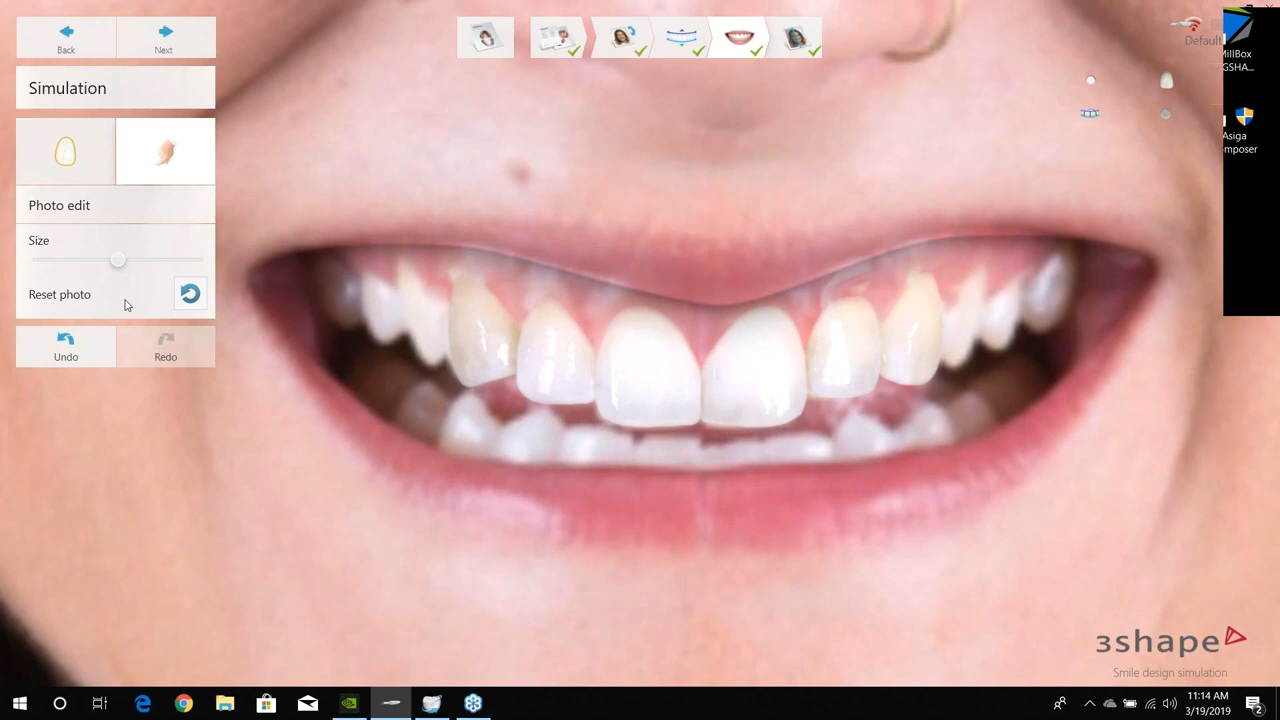 Back
Next
Simulation
Photo edit
Size
Reset photo
Undo
Redo
Default
MillBox
GSHA...
Asiga
mposer
3shape
Smile design simulation
11:14 AM
3/19/2019
2